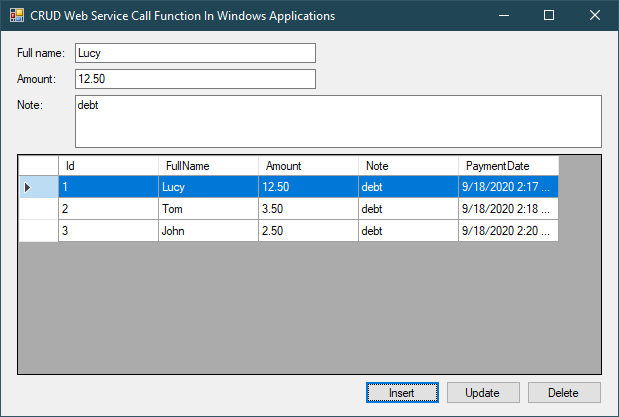 CRUD Web Service Call Function In Windows Applications
Full name: Lucy
Amount: 12.50
Note: debt
Id FullName Amount Note PaymentDate
1 Lucy 12.50 debt 9/18/2020 2:17 ...
2 Tom 3.50 debt 9/18/2020 2:18 ...
3 John 2.50 debt 9/18/2020 2:20 ...
Insert Update Delete